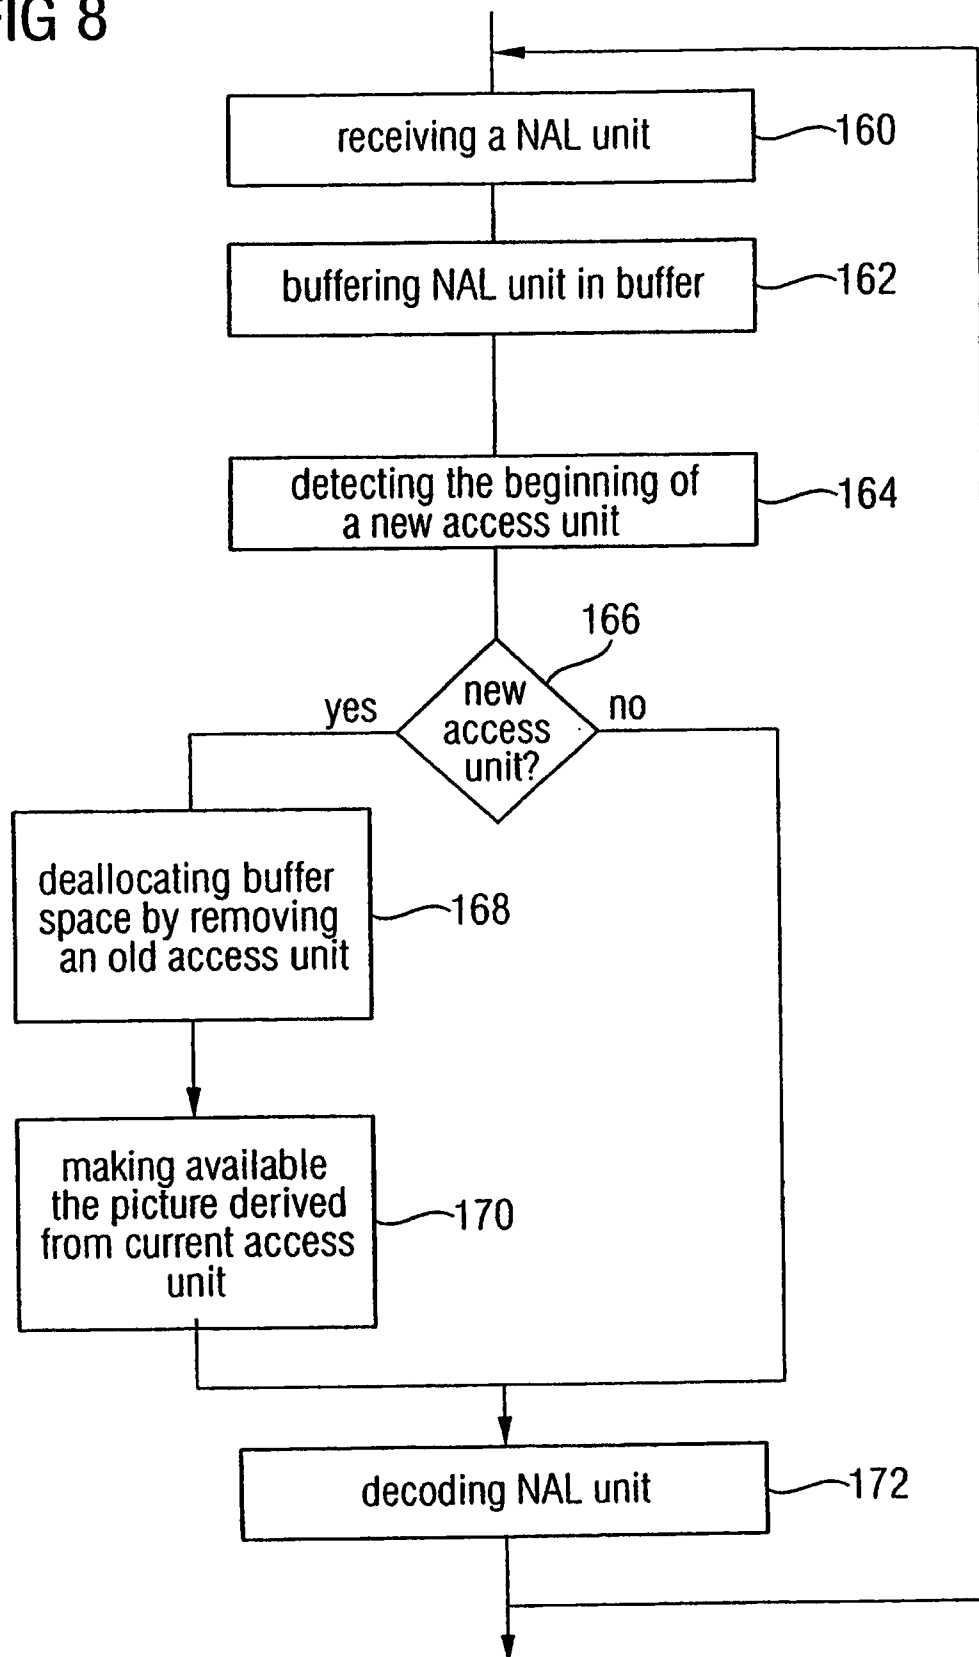 FIG 8
receiving a NAL unit
160
buffering NAL unit in buffer
162
detecting the beginning of
a new access unit
164
166
new
access
unit?
yes
no
deallocating buffer
space by removing
an old access unit
168
making available
the picture derived
from current access
unit
170
decoding NAL unit
172